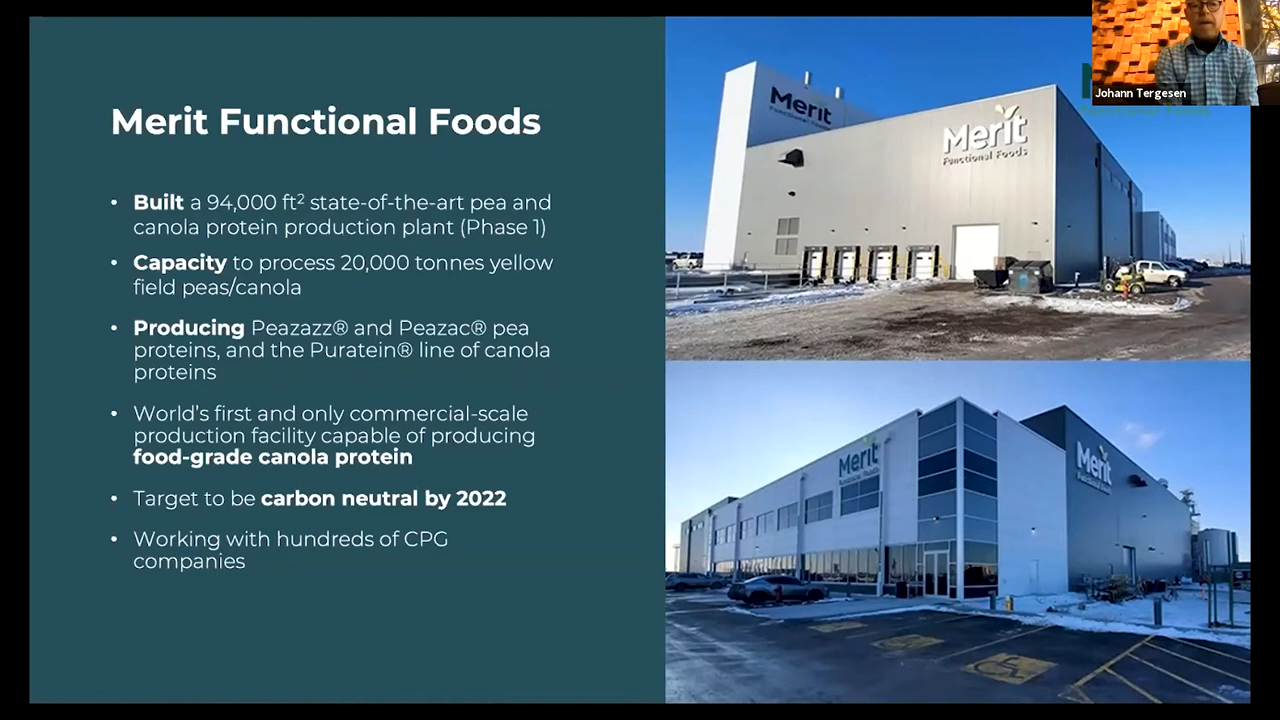 Merit Functional Foods
• Built a 94,000 ft² state-of-the-art pea and
canola protein production plant (Phase 1)
• Capacity to process 20,000 tonnes yellow
field peas/canola
• Producing Peazazz® and Peazac® pea
proteins, and the Puratein® line of canola
proteins
• World’s first and only commercial-scale
production facility capable of producing
food-grade canola protein
• Target to be carbon neutral by 2022
• Working with hundreds of CPG
companies
Merit
Functional Foods
Merit
Functional Foods
Johann Tergesen
Merit
Functional Foods
Merit
Functional Foods